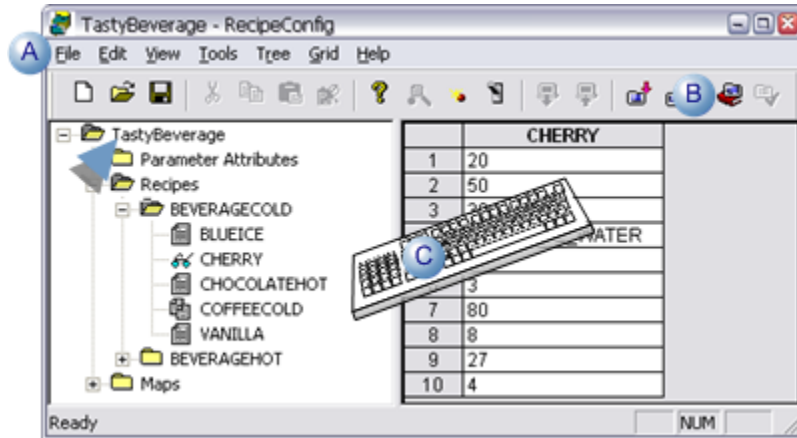 TastyBeverage - RecipeConfig
A
File Edit View Tools Tree Grid Help
B
TastyBeverage
Parameter Attributes
Recipes
BEVERAGECOLD
BLUEICE
CHERRY
CHOCOLATEHOT
COFFEECOLD
VANILLA
BEVERAGEHOT
Maps
CHERRY
1 20
2 50
3
WATER
C
3
7 80
8 8
9 27
10 4
Ready NUM